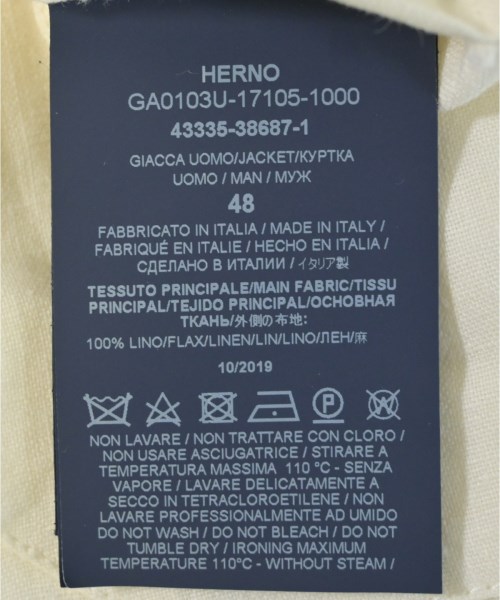 HERNO
GA0103U-17105-1000
43335-38687-1
GIACCA UOMO/JACKET/КУРТКА
UOMO / MAN / МУЖ
48
FABBRICATO IN ITALIA / MADE IN ITALY /
FABRIQUÉ EN ITALIE / HECHO EN ITALIA /
СДЕЛАНО В ИТАЛИИ / イタリア製
TESSUTO PRINCIPALE/MAIN FABRIC/TISSU
PRINCIPAL/TEJIDO PRINCIPAL/ОСНОВНАЯ
ТКАНЬ/外側の布地:
100% LINO/FLAX/LINEN/LIN/LINO/ЛЕН/麻
10/2019
P W
NON LAVARE / NON TRATTARE CON CLORO /
NON USARE ASCIUGATRICE / STIRARE A
TEMPERATURA MASSIMA 110 °C - SENZA
VAPORE / LAVARE DELICATAMENTE A
SECCO IN TETRACLOROETILENE / NON
LAVARE PROFESSIONALMENTE AD UMIDO
DO NOT WASH / DO NOT BLEACH / DO NOT
TUMBLE DRY / IRONING MAXIMUM
TEMPERATURE 110°C - WITHOUT STEAM /